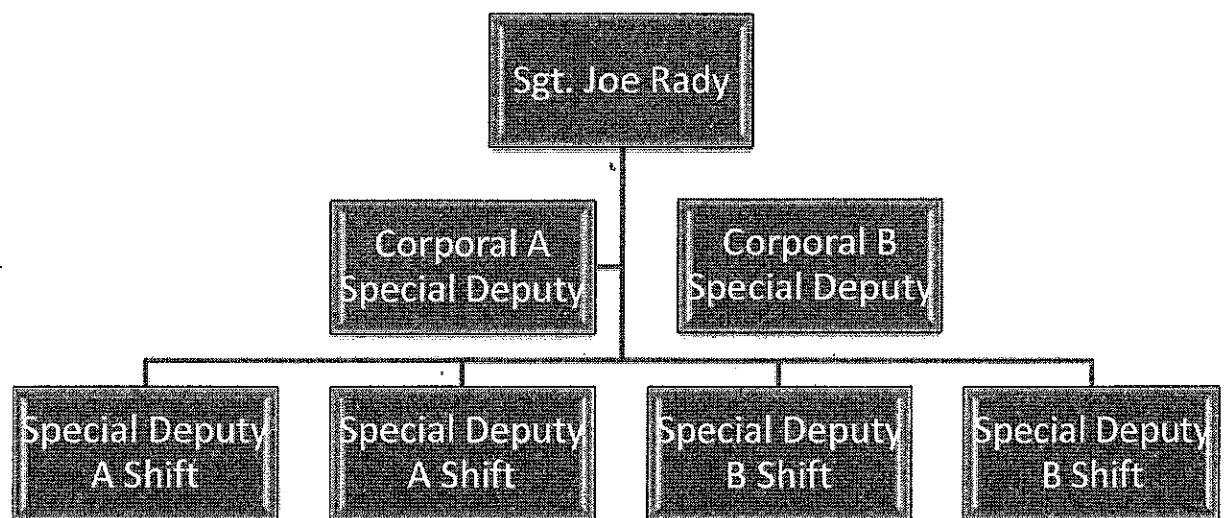 Sgt. Joe Rady
Corporal A
Special Deputy
Corporal B
Special Deputy
Special Deputy
A Shift
Special Deputy
A Shift
Special Deputy
B Shift
Special Deputy
B Shift